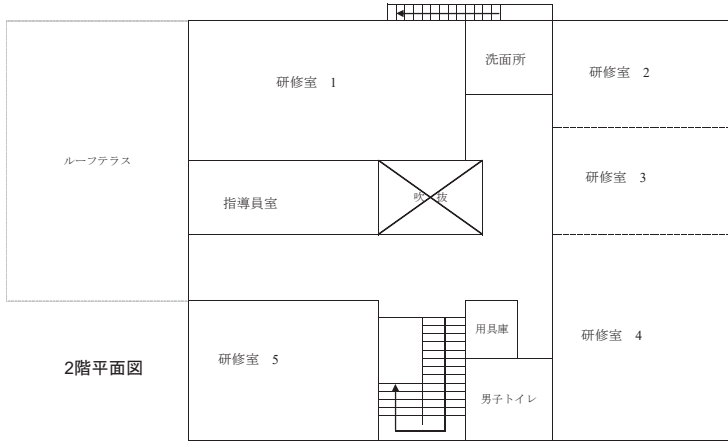 洗面所
研修室 1
研修室 2
ルーフテラス
研修室 3
吹 抜
指導員室
用具庫
研修室 4
研修室 5
2階平面図
男子トイレ